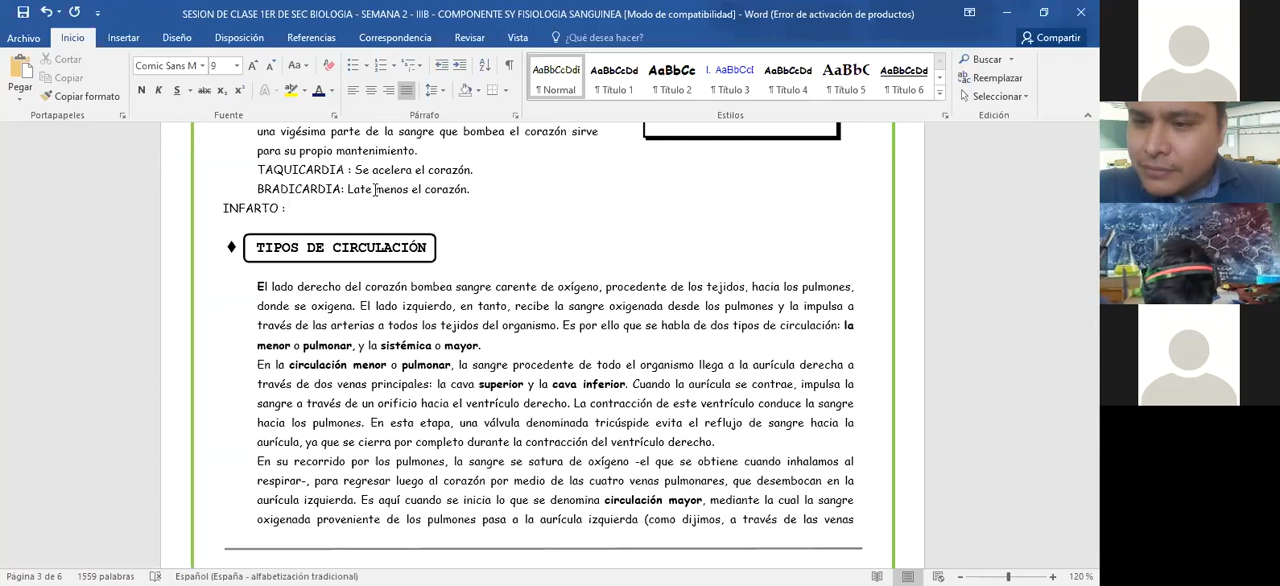 SESION DE CLASE 1ER DE SEC BIOLOGIA - SEMANA 2 - IIIB - COMPONENTE SY FISIOLOGIA SANGUINEA [Modo de compatibilidad] - Word (Error de activación de productos)
Archivo Inicio Insertar Diseño Disposición Referencias Correspondencia Revisar Vista ¿Qué desea hacer? Compartir
Pegar
Cortar
Copiar
Copiar formato
Comic Sans M 9
N K S abc x₂ x²
AaBbCcDdE AaBbCcDd AaBbCc I. AaBbCcI AaBbCcDd AaBbC AaBbCcDd
¶ Normal ¶ Título 1 ¶ Título 2 ¶ Título 3 ¶ Título 4 ¶ Título 5 ¶ Título 6
Buscar
Reemplazar
Seleccionar
Portapapeles Fuente Párrafo Estilos Edición
una vigésima parte de la sangre que bombea el corazón sirve
para su propio mantenimiento.
TAQUICARDIA : Se acelera el corazón.
BRADICARDIA: Late menos el corazón.
INFARTO :
♦ TIPOS DE CIRCULACIÓN
El lado derecho del corazón bombea sangre carente de oxígeno, procedente de los tejidos, hacia los pulmones,
donde se oxigena. El lado izquierdo, en tanto, recibe la sangre oxigenada desde los pulmones y la impulsa a
través de las arterias a todos los tejidos del organismo. Es por ello que se habla de dos tipos de circulación: la
menor o pulmonar, y la sistémica o mayor.
En la circulación menor o pulmonar, la sangre procedente de todo el organismo llega a la aurícula derecha a
través de dos venas principales: la cava superior y la cava inferior. Cuando la aurícula se contrae, impulsa la
sangre a través de un orificio hacia el ventrículo derecho. La contracción de este ventrículo conduce la sangre
hacia los pulmones. En esta etapa, una válvula denominada tricúspide evita el reflujo de sangre hacia la
aurícula, ya que se cierra por completo durante la contracción del ventrículo derecho.
En su recorrido por los pulmones, la sangre se satura de oxígeno -el que se obtiene cuando inhalamos al
respirar-, para regresar luego al corazón por medio de las cuatro venas pulmonares, que desembocan en la
aurícula izquierda. Es aquí cuando se inicia lo que se denomina circulación mayor, mediante la cual la sangre
oxigenada proveniente de los pulmones pasa a la aurícula izquierda (como dijimos, a través de las venas
Página 3 de 6 1559 palabras Español (España - alfabetización tradicional) 120 %